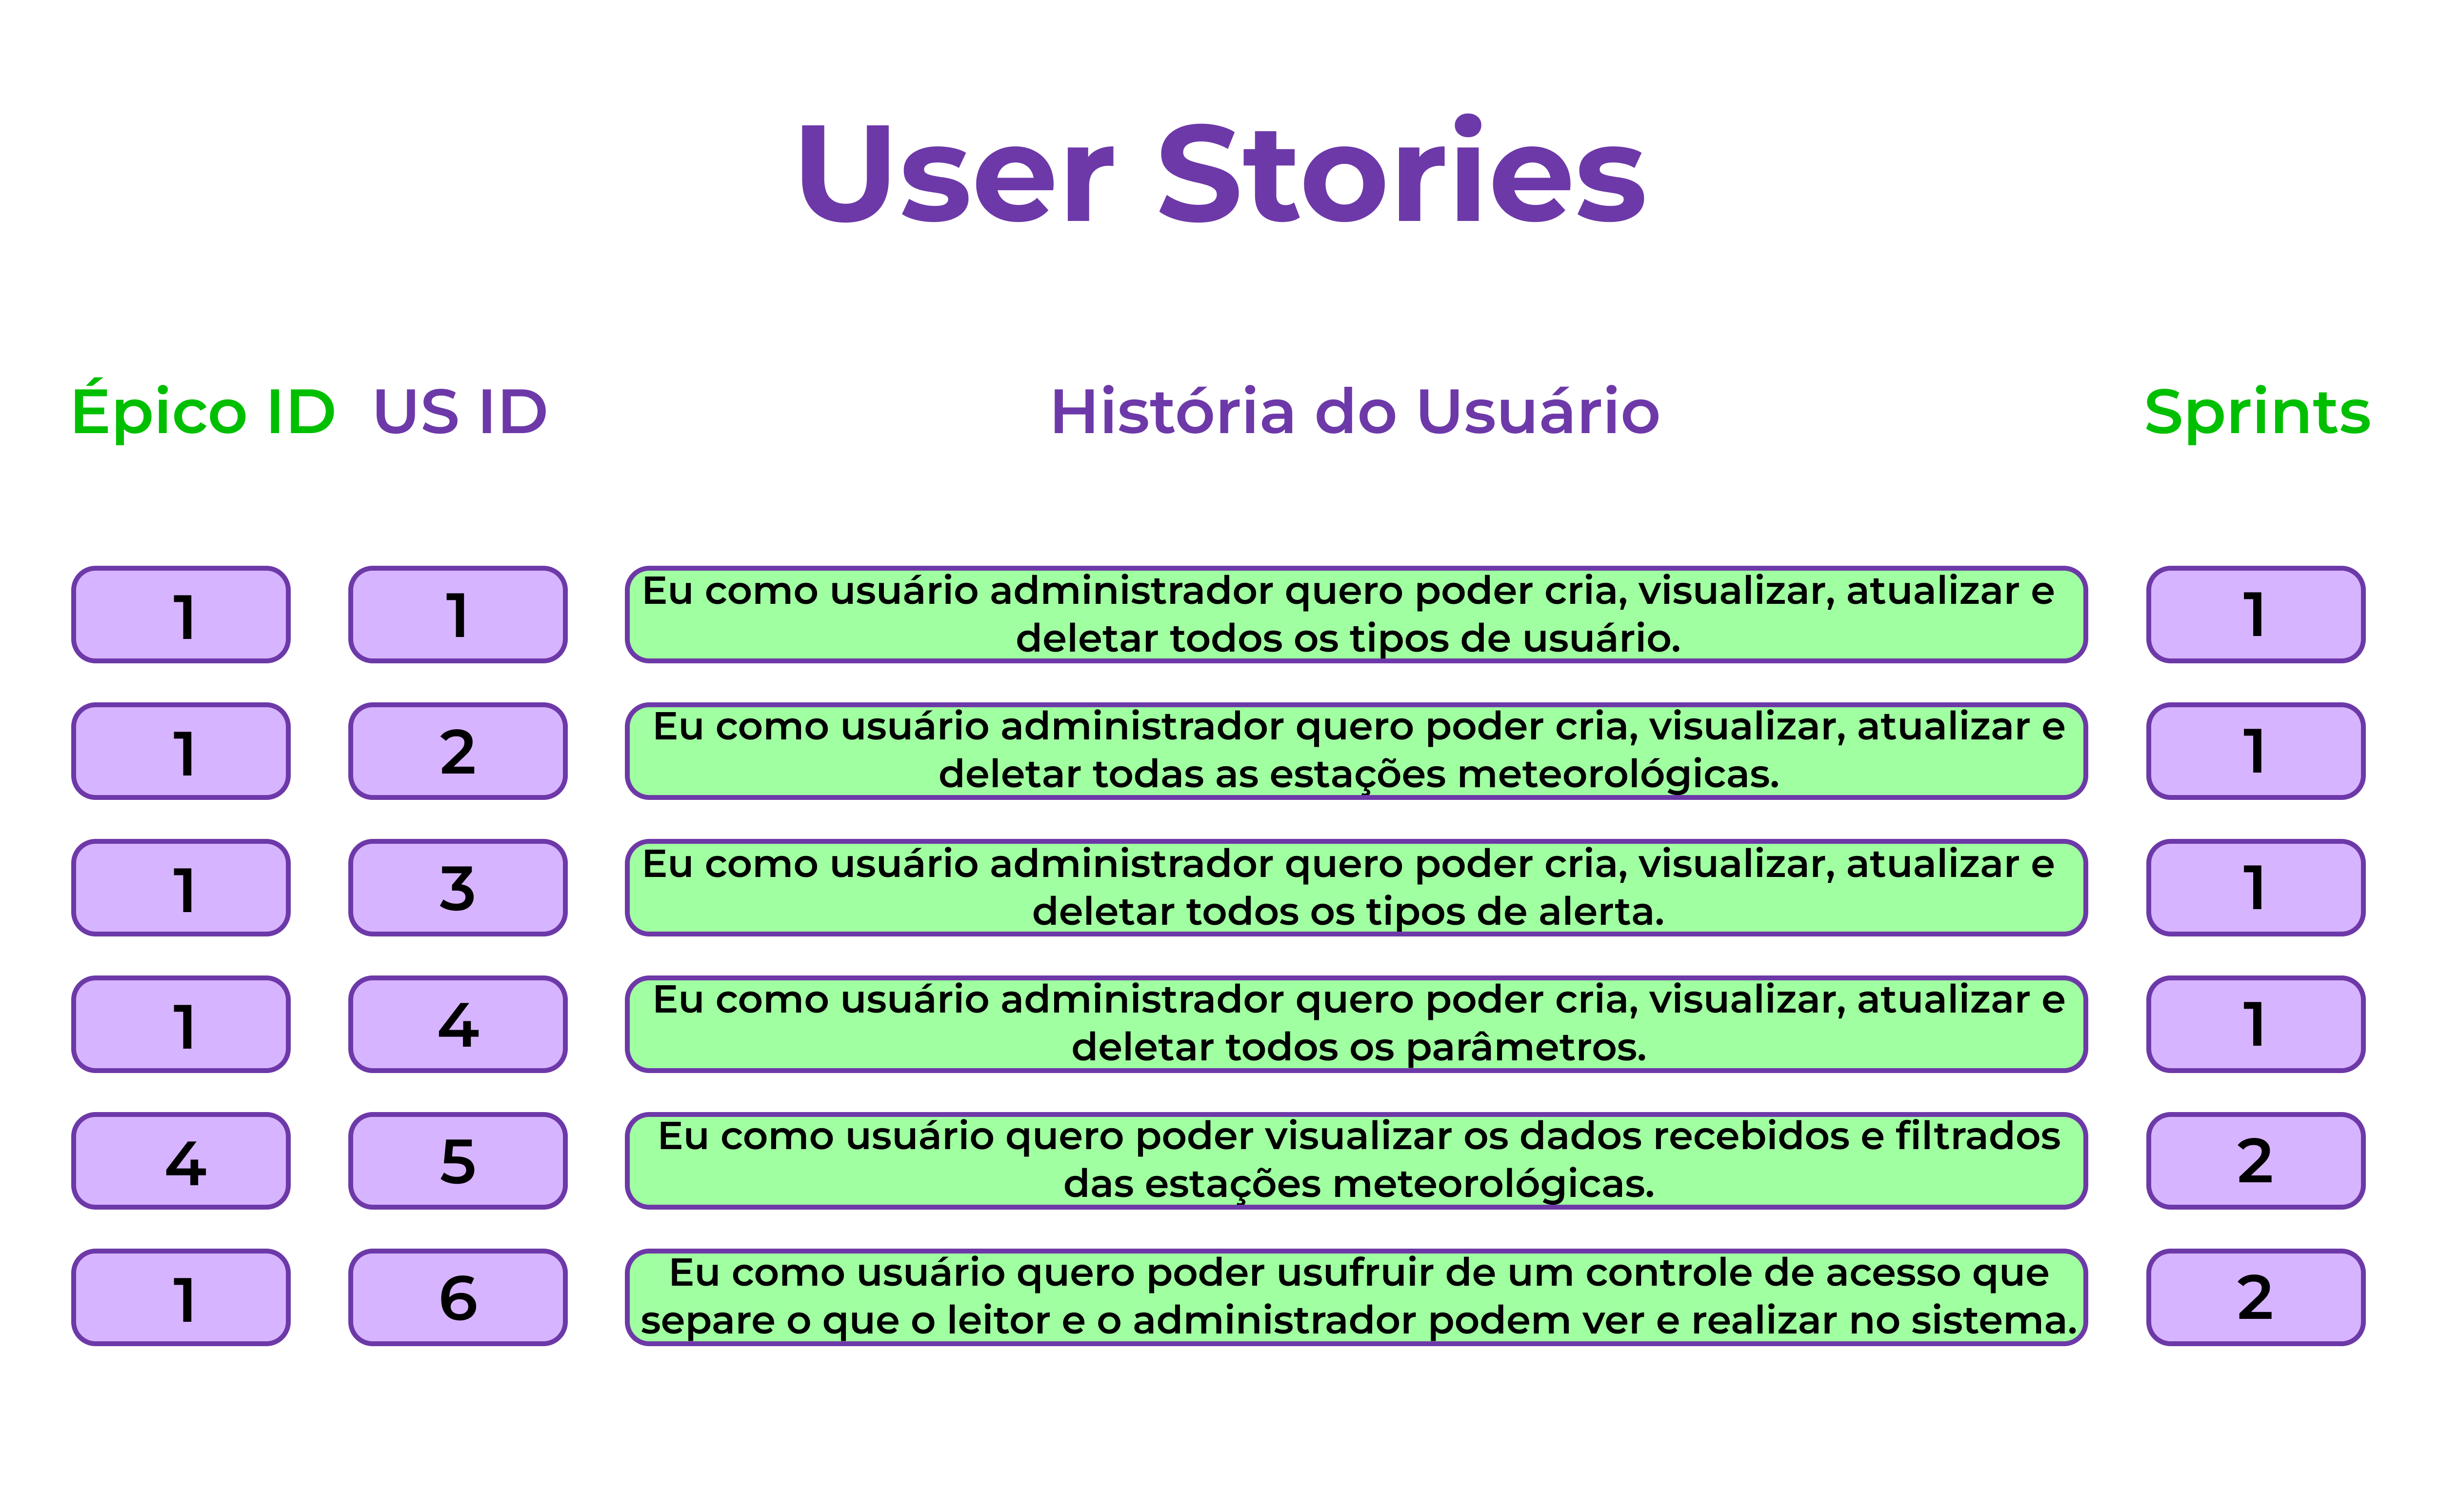 User Stories
Épico ID US ID História do Usuário Sprints
1 1 Eu como usuário administrador quero poder cria, visualizar, atualizar e
deletar todos os tipos de usuário. 1
1 2 Eu como usuário administrador quero poder cria, visualizar, atualizar e
deletar todas as estações meteorológicas. 1
1 3 Eu como usuário administrador quero poder cria, visualizar, atualizar e
deletar todos os tipos de alerta. 1
1 4 Eu como usuário administrador quero poder cria, visualizar, atualizar e
deletar todos os parâmetros. 1
4 5 Eu como usuário quero poder visualizar os dados recebidos e filtrados
das estações meteorológicas. 2
1 6 Eu como usuário quero poder usufruir de um controle de acesso que
separe o que o leitor e o administrador podem ver e realizar no sistema. 2